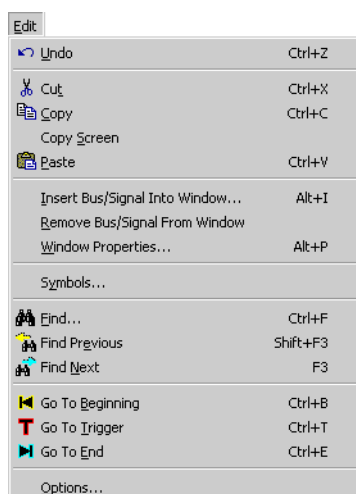 Edit
Undo Ctrl+Z
Cut Ctrl+X
Copy Ctrl+C
Copy Screen
Paste Ctrl+V
Insert Bus/Signal Into Window... Alt+I
Remove Bus/Signal From Window
Window Properties... Alt+P
Symbols...
Find... Ctrl+F
Find Previous Shift+F3
Find Next F3
Go To Beginning Ctrl+B
T Go To Trigger Ctrl+T
Go To End Ctrl+E
Options...